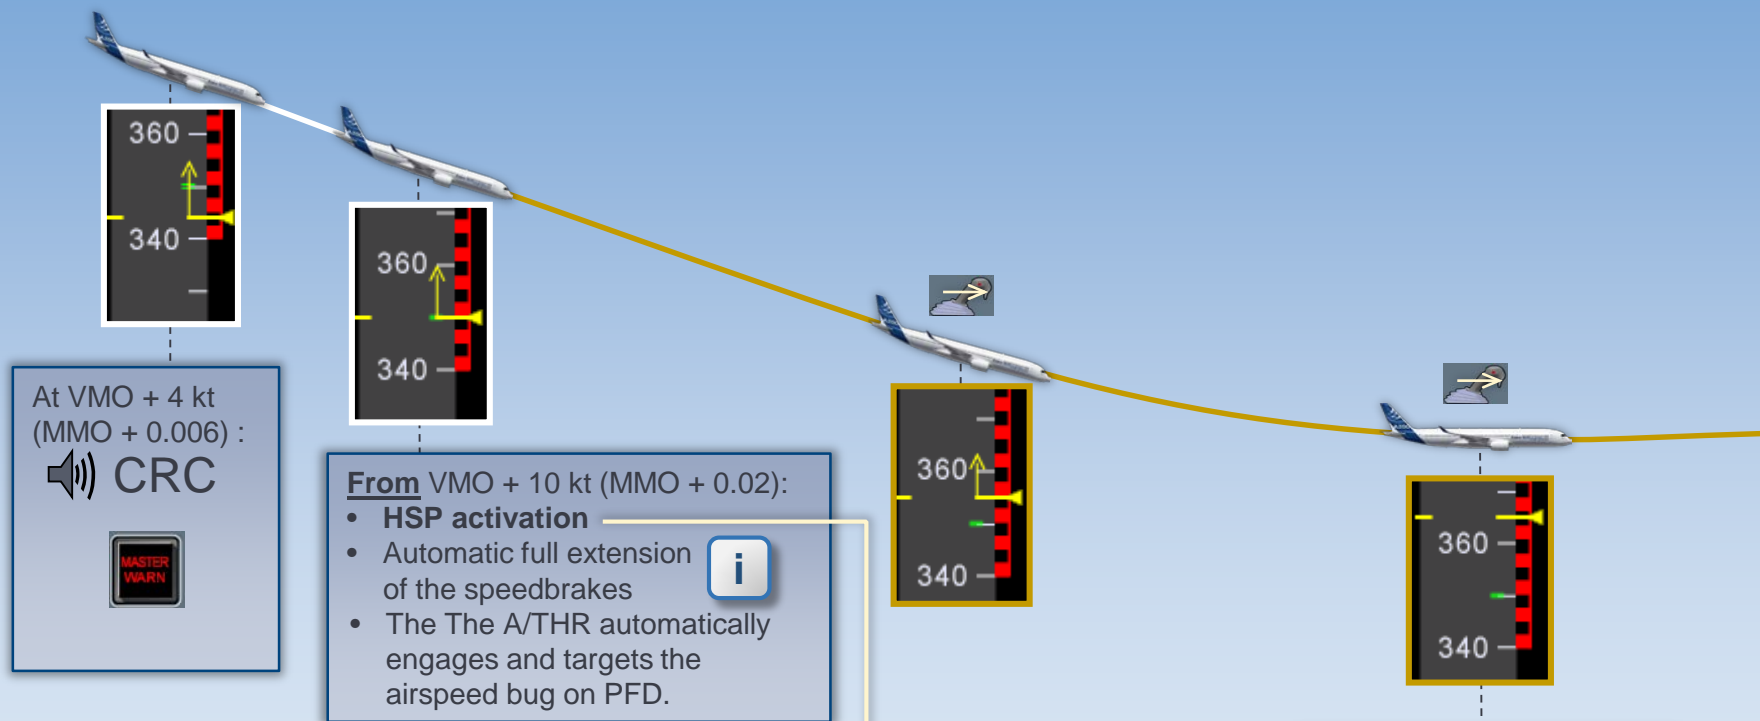 360
340
At VMO + 4 kt
(MMO + 0.006) :
CRC
MASTER
WARN
360
340
From VMO + 10 kt (MMO + 0.02):
• HSP activation
• Automatic full extension
of the speedbrakes
i
• The The A/THR automatically
engages and targets the
airspeed bug on PFD.
360
340
360
340